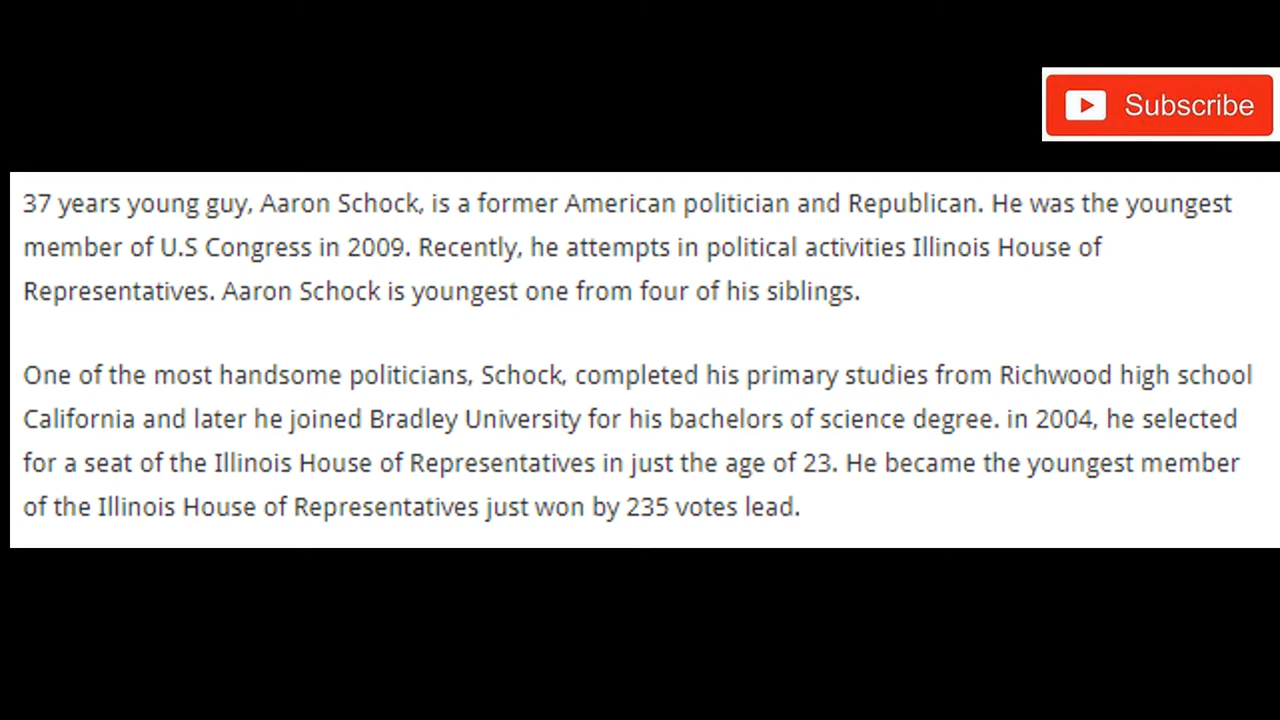 Subscribe
37 years young guy, Aaron Schock, is a former American politician and Republican. He was the youngest
member of U.S Congress in 2009. Recently, he attempts in political activities Illinois House of
Representatives. Aaron Schock is youngest one from four of his siblings.
One of the most handsome politicians, Schock, completed his primary studies from Richwood high school
California and later he joined Bradley University for his bachelors of science degree. in 2004, he selected
for a seat of the Illinois House of Representatives in just the age of 23. He became the youngest member
of the Illinois House of Representatives just won by 235 votes lead.